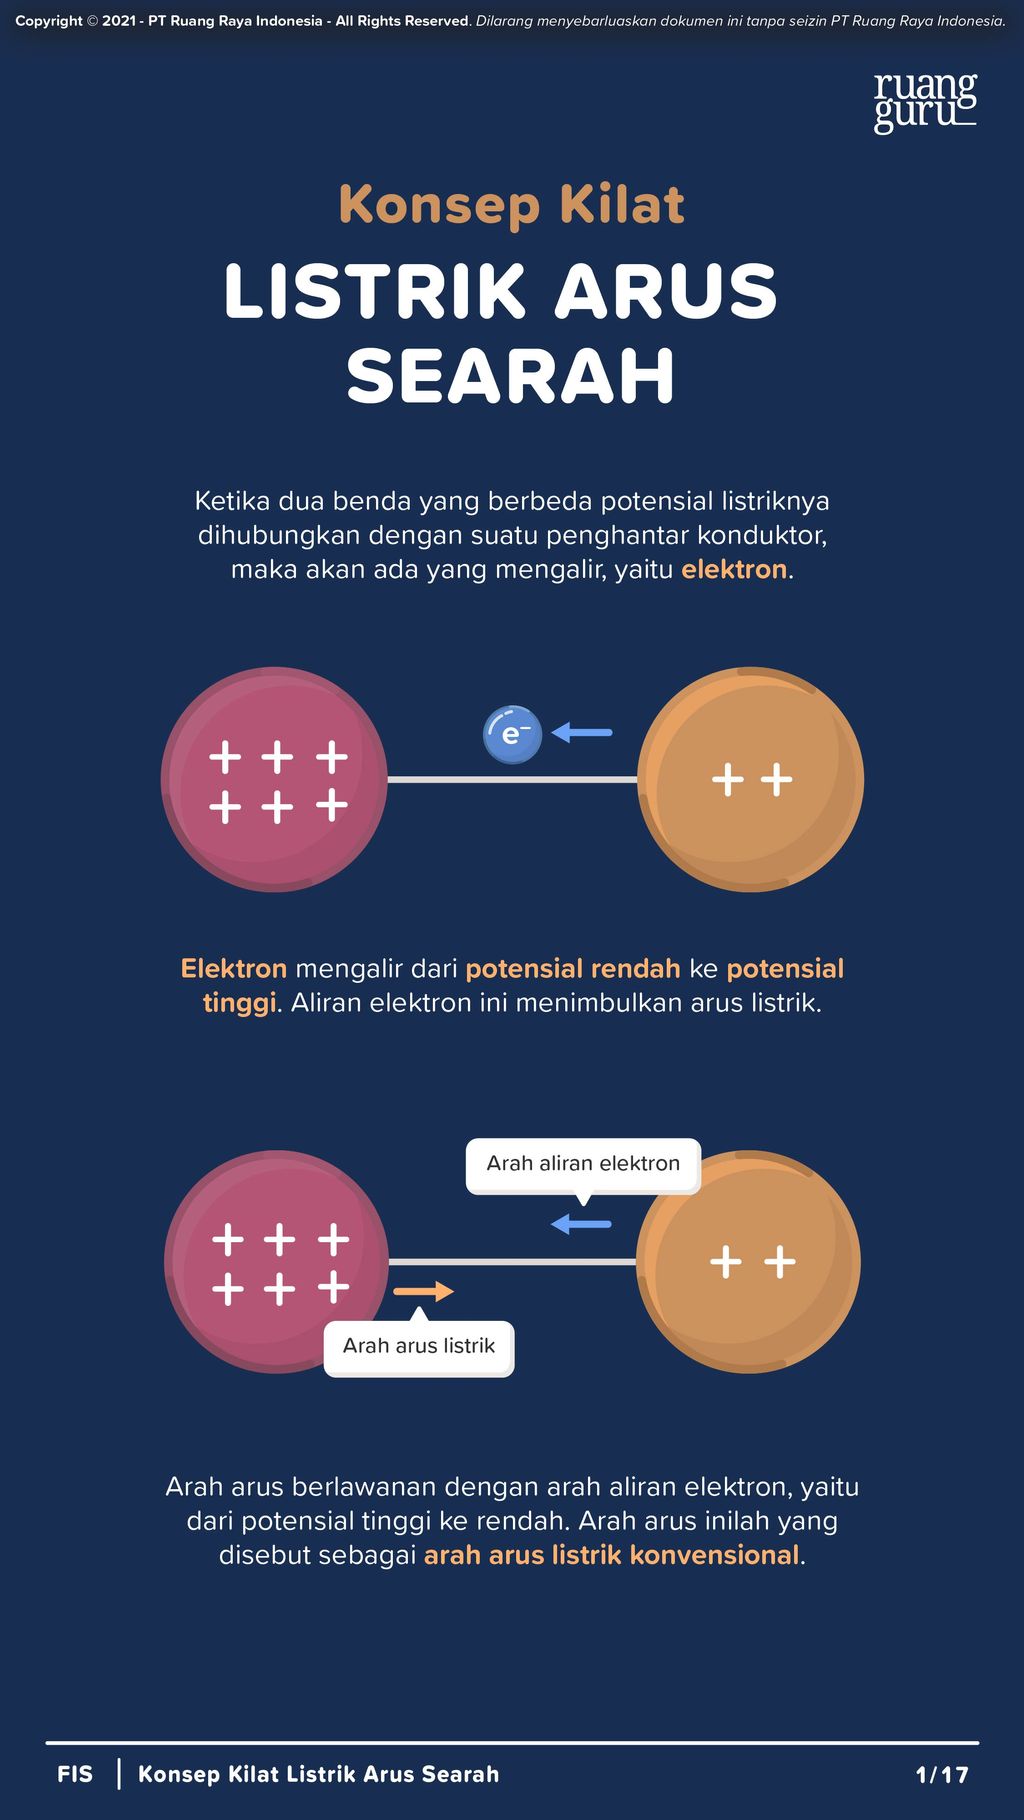 Copyright © 2021 - PT Ruang Raya Indonesia - All Rights Reserved. Dilarang menyebarluaskan dokumen ini tanpa seizin PT Ruang Raya Indonesia.
ruang
guru_
Konsep Kilat
LISTRIK ARUS
SEARAH
Ketika dua benda yang berbeda potensial listriknya
dihubungkan dengan suatu penghantar konduktor,
maka akan ada yang mengalir, yaitu elektron.
+ + +
+ + +
e⁻
+ +
Elektron mengalir dari potensial rendah ke potensial
tinggi. Aliran elektron ini menimbulkan arus listrik.
Arah aliran elektron
+ + +
+ + +
+ +
Arah arus listrik
Arah arus berlawanan dengan arah aliran elektron, yaitu
dari potensial tinggi ke rendah. Arah arus inilah yang
disebut sebagai arah arus listrik konvensional.
FIS | Konsep Kilat Listrik Arus Searah
1/17